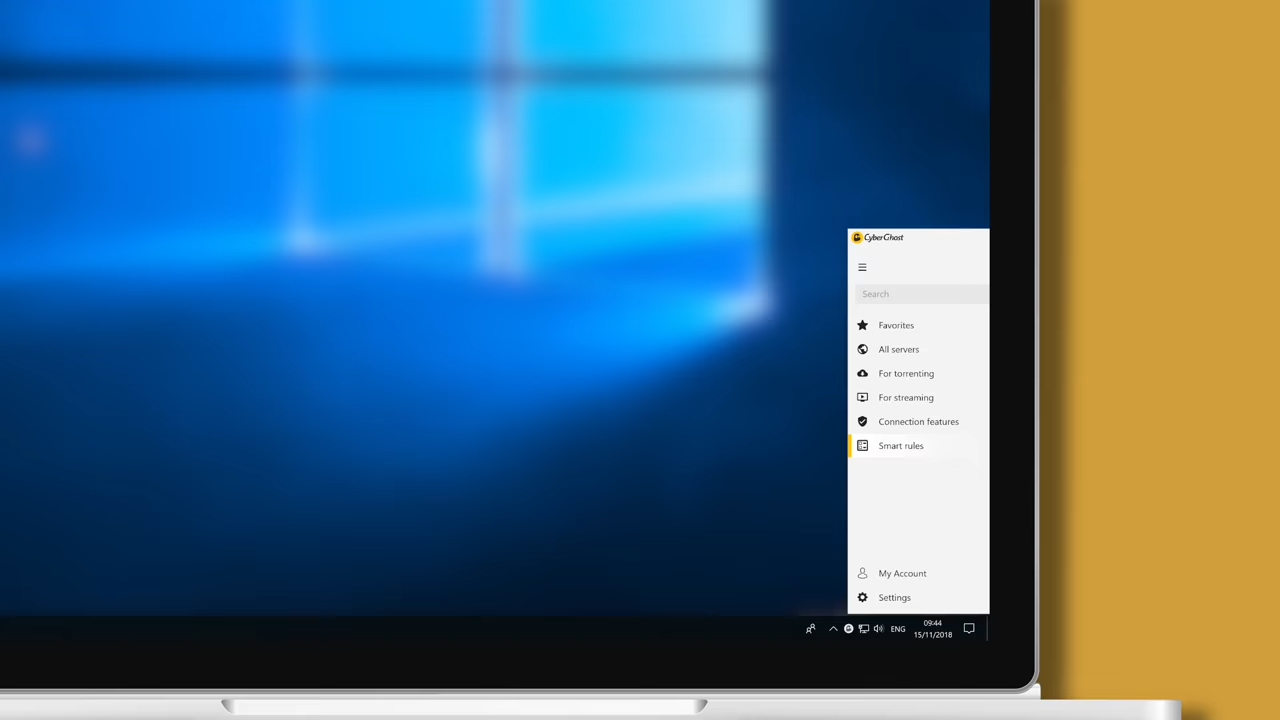 CyberGhost
Search
Favorites
All servers
For torrenting
For streaming
Connection features
Smart rules
My Account
Settings
ENG
09:44
15/11/2018